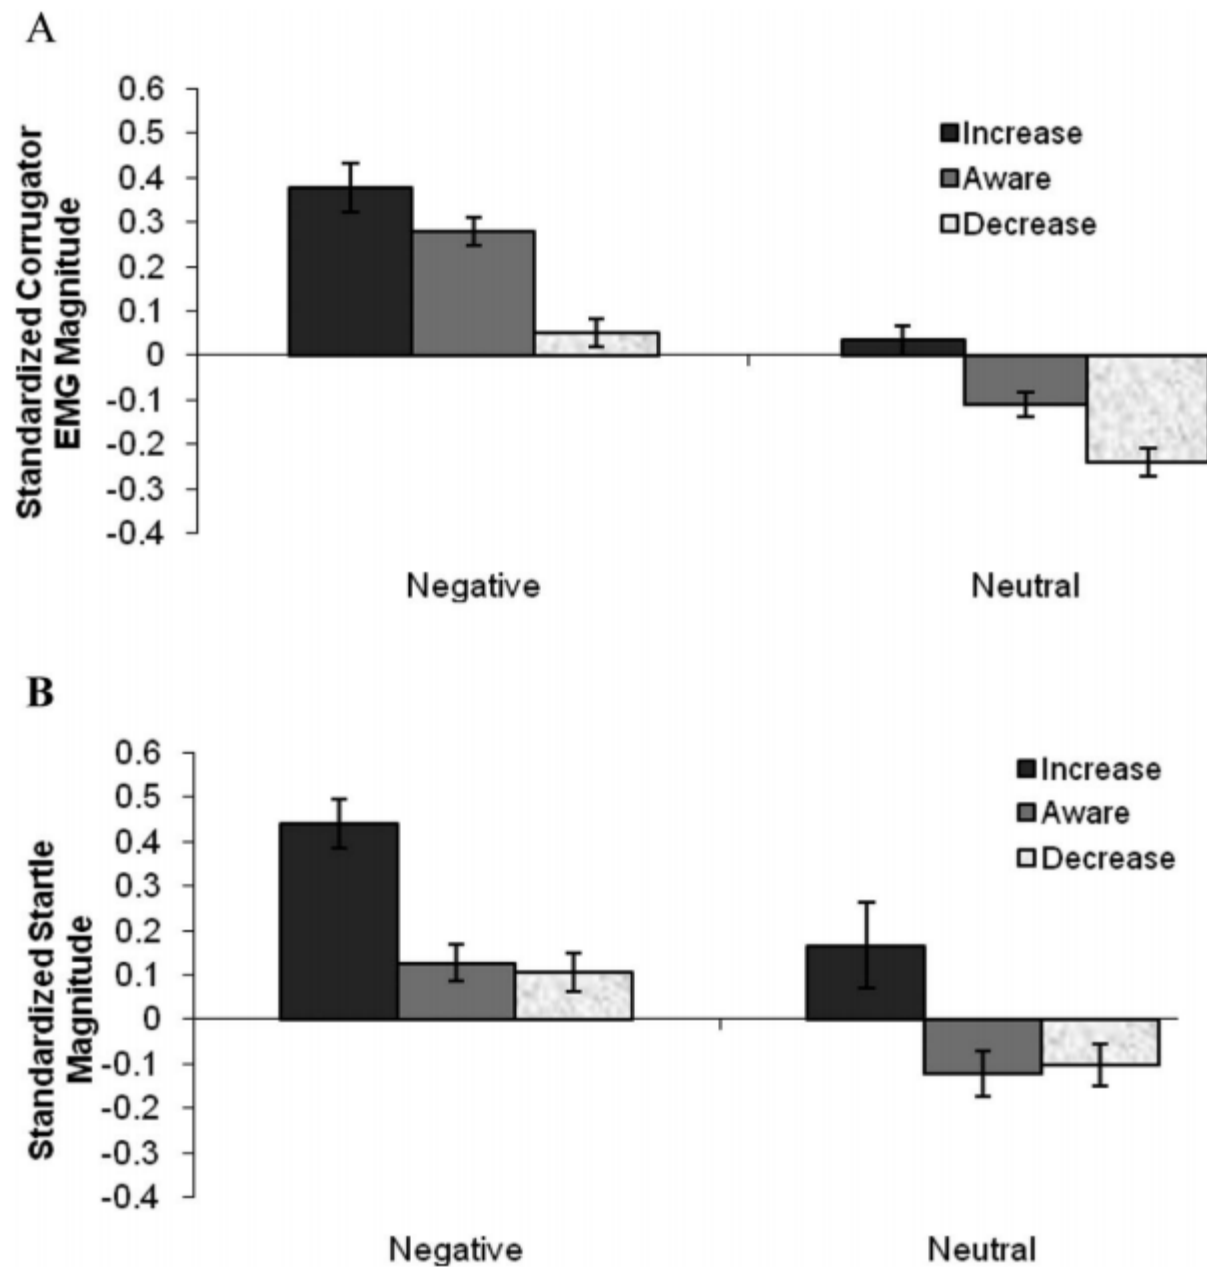 A
Standardized Corrugator
EMG Magnitude
0.6
0.5
0.4
0.3
0.2
0.1
0
-0.1
-0.2
-0.3
-0.4
Increase
Aware
Decrease
Negative
Neutral
B
Standardized Startle
Magnitude
0.6
0.5
0.4
0.3
0.2
0.1
0
-0.1
-0.2
-0.3
-0.4
Increase
Aware
Decrease
Negative
Neutral